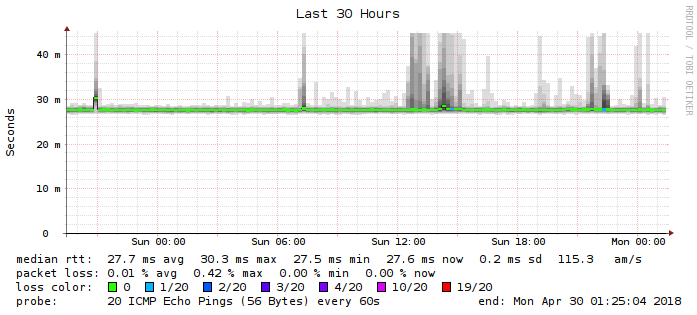 Last 30 Hours
RRDTOOL / TOBI OETIKER
Seconds
40 m
30 m
20 m
10 m
0
Sun 00:00 Sun 06:00 Sun 12:00 Sun 18:00 Mon 00:00
median rtt: 27.7 ms avg 30.3 ms max 27.5 ms min 27.6 ms now 0.2 ms sd 115.3 am/s
packet loss: 0.01 % avg 0.42 % max 0.00 % min 0.00 % now
loss color: 0 1/20 2/20 3/20 4/20 10/20 19/20
probe: 20 ICMP Echo Pings (56 Bytes) every 60s end: Mon Apr 30 01:25:04 2018